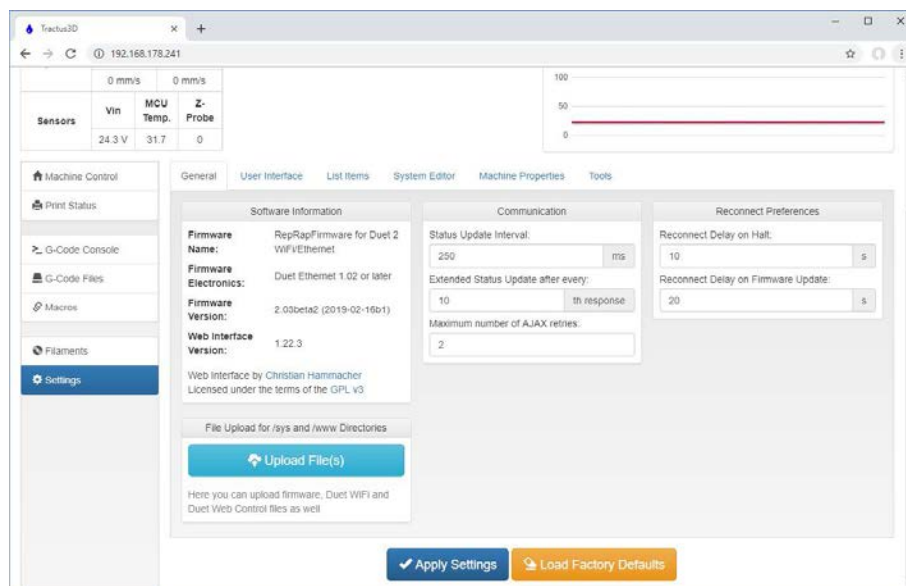 Tractus3D
192.168.178.241
0 mm/s 0 mm/s
Sensors Vin MCU Temp. Z-Probe
24.3 V 31.7 0
100
50
0
Machine Control
Print Status
G-Code Console
G-Code Files
Macros
Filaments
Settings
General User Interface List Items System Editor Machine Properties Tools
Software Information
Firmware Name: RepRapFirmware for Duet 2 WiFi/Ethernet
Firmware Electronics: Duet Ethernet 1.02 or later
Firmware Version: 2.03beta2 (2019-02-16b1)
Web Interface Version: 1.22.3
Web Interface by Christian Hammacher
Licensed under the terms of the GPL v3
File Upload for /sys and /www Directories
Upload File(s)
Here you can upload firmware, Duet WiFi and
Duet Web Control files as well
Communication
Status Update Interval:
250 ms
Extended Status Update after every:
10 th response
Maximum number of AJAX retries:
2
Reconnect Preferences
Reconnect Delay on Halt:
10 s
Reconnect Delay on Firmware Update:
20 s
Apply Settings Load Factory Defaults